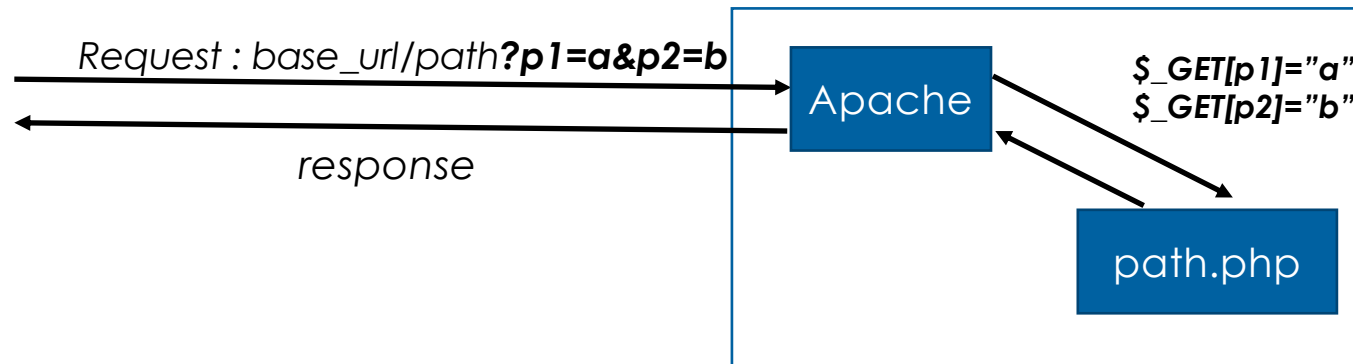 Request : base_url/path?p1=a&p2=b
response
Apache
$_GET[p1]=”a”
$_GET[p2]=”b”
path.php